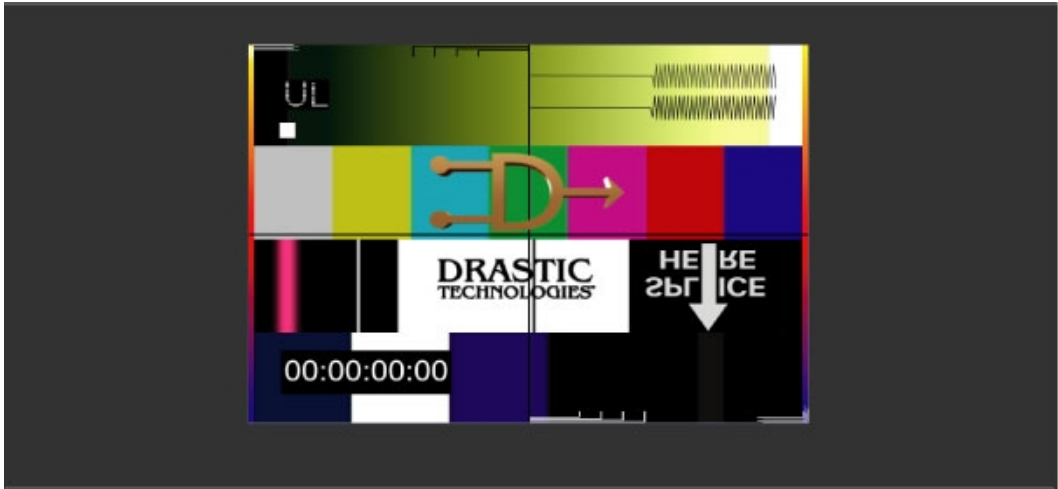 UL
DRASTIC
TECHNOLOGIES
SPLICE
HERE
00:00:00:00